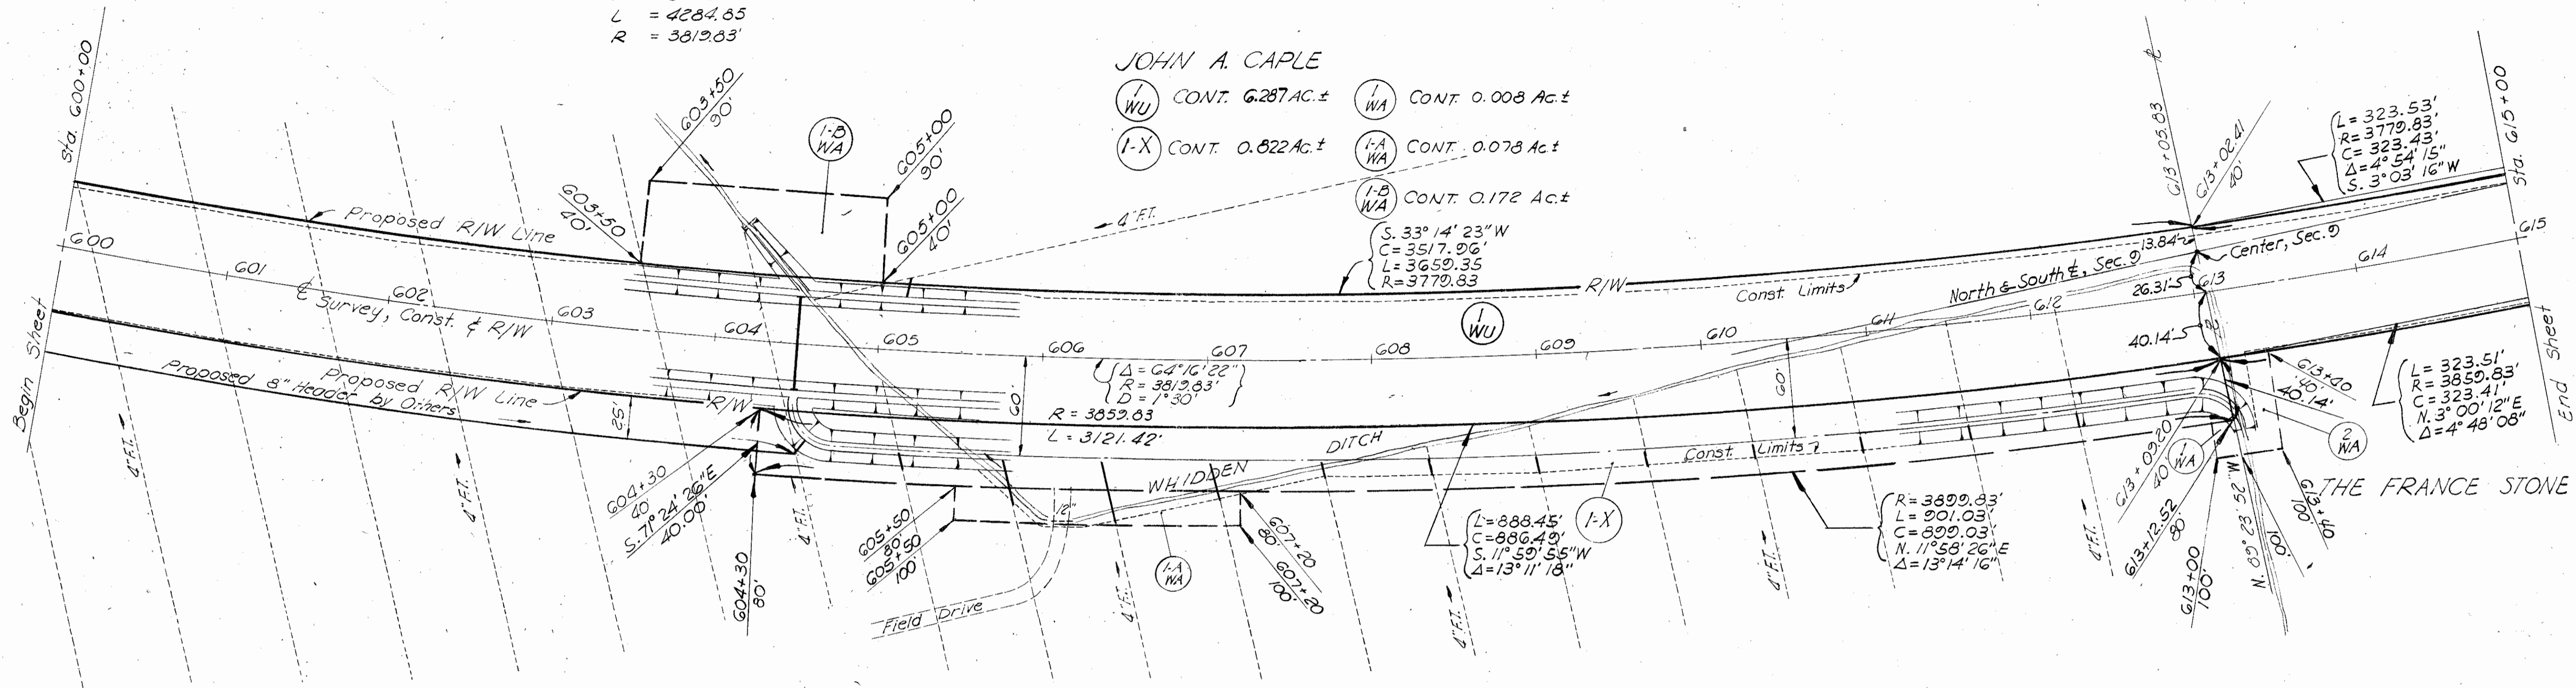 L = 4284.85
R = 3819.83'
JOHN A. CAPLE
1 WU CONT. 6.287 AC.± 1 WA CONT. 0.008 AC.±
1-X CONT. 0.822 AC.± 1-A WA CONT. 0.078 AC.±
1-B WA CONT. 0.172 AC.±
Sta. 600+00
603+50
90'
1-B WA
605+00
90'
603+50
40'
605+00
40'
4" F.T.
S. 33° 14' 23" W
C = 3517.96'
L = 3659.35
R = 3779.83
613+05.83
℄
613+02.41
40'
L = 323.53'
R = 3779.83'
C = 323.43'
Δ = 4° 54' 15"
S. 3° 03' 16" W
Sta. 615+00
Proposed R/W Line
R/W
Const. Limits
North & South ℄, Sec. 9
13.84'
Center, Sec. 9
26.31'
40.14'
600
601
602
603
604
605
606
607
608
609
610
611
612
613
614
615
℄ Survey, Const. & R/W
1 WU
Δ = 64° 16' 22"
R = 3819.83'
D = 1° 30'
Begin Sheet
Proposed R/W Line
Proposed 8" Header by Others
R/W
25'
60'
R = 3859.83
L = 3121.42'
60'
WHIDDEN DITCH
Const. Limits
613+40
40'
40.14'
L = 323.51'
R = 3859.83'
C = 323.41'
N. 3° 00' 12" E
Δ = 4° 48' 08"
End Sheet
4" F.T.
4" F.T.
604+30
40'
S. 71° 24' 26" E
40.00'
604+30
80'
4" F.T.
605+50
80'
605+50
100'
12"
Field Drive
4" F.T.
1-A WA
607+20
80'
607+20
100'
4" F.T.
L = 888.45'
C = 886.49'
S. 11° 59' 55" W
Δ = 13° 11' 18"
1-X
4" F.T.
R = 3899.83'
L = 901.03'
C = 899.03'
N. 11° 58' 26" E
Δ = 13° 14' 16"
4" F.T.
613+09.20
40'
1 WA
613+12.52
80'
613+00
100'
N. 89° 23' 52" W
100'
613+40
100'
2 WA
THE FRANCE STONE